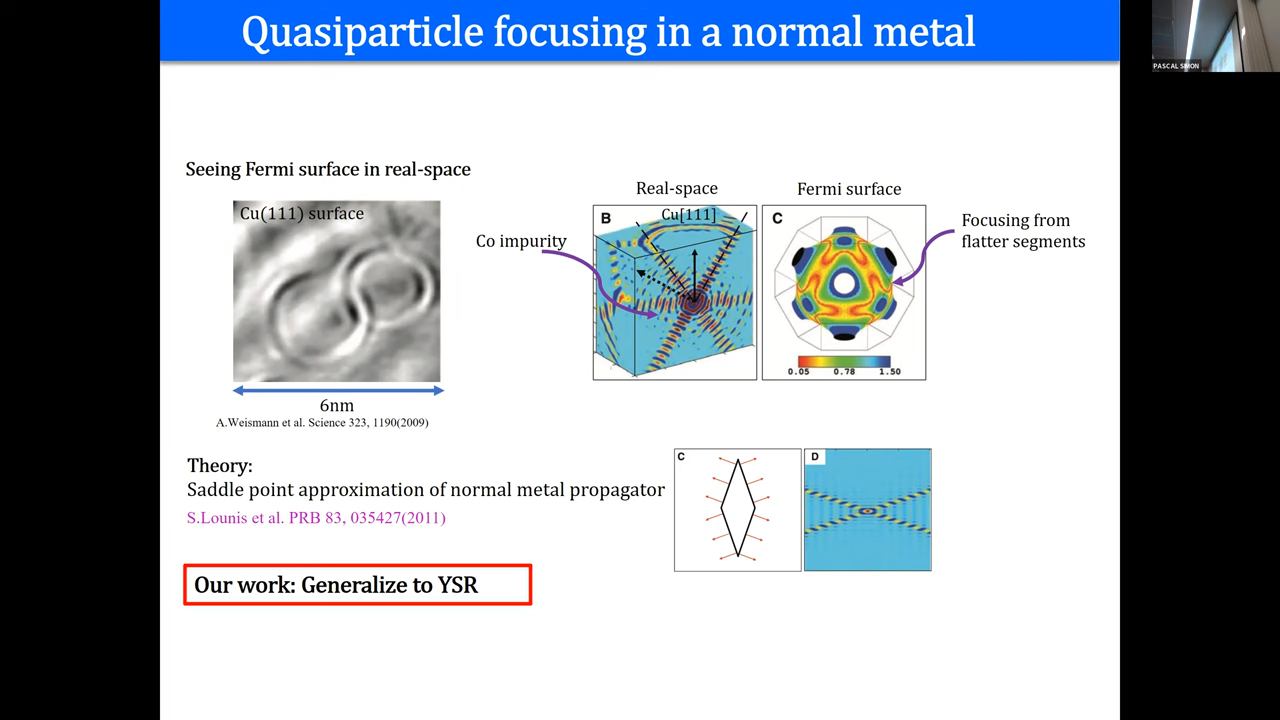 Quasiparticle focusing in a normal metal
PASCAL SIMON
Seeing Fermi surface in real-space
Cu(111) surface
6nm
A.Weismann et al. Science 323, 1190(2009)
Co impurity
Real-space
B
Cu[111]
Fermi surface
C
0.05 0.78 1.50
Focusing from
flatter segments
Theory:
Saddle point approximation of normal metal propagator
S.Lounis et al. PRB 83, 035427(2011)
C
D
Our work: Generalize to YSR